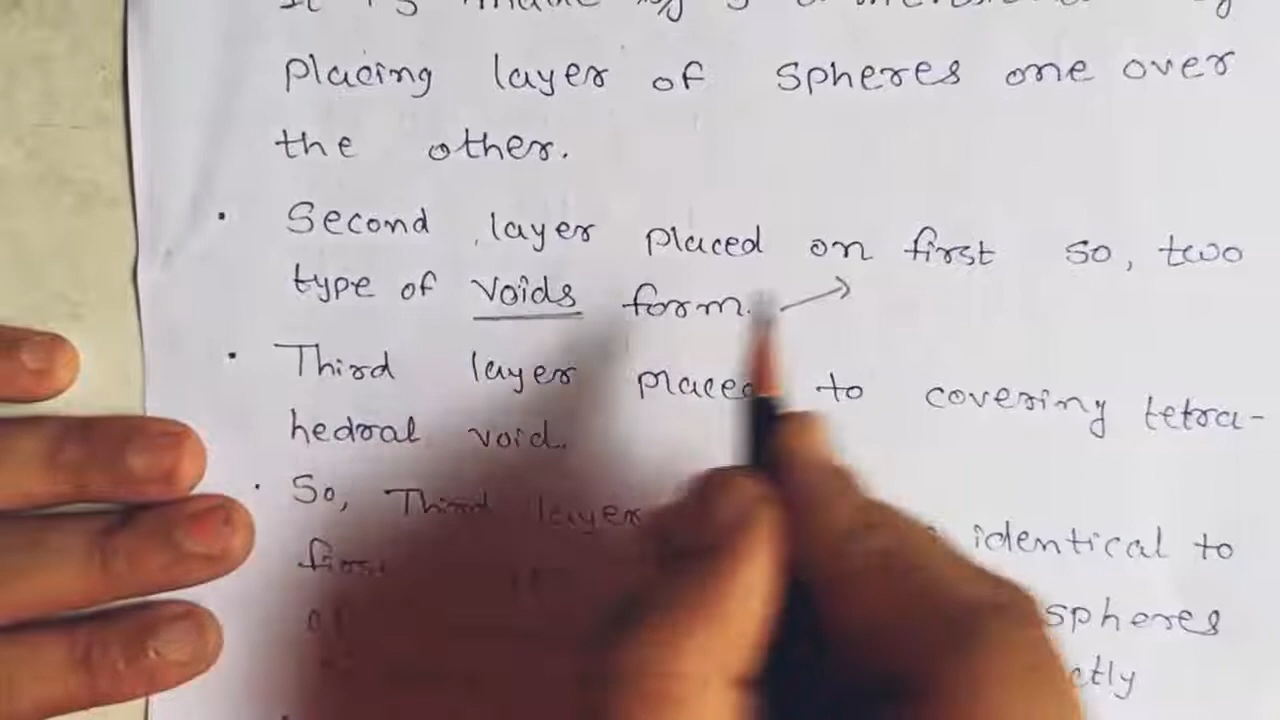 placing layer of spheres one over
the other.
· Second layer placed on first so, two
type of voids form. →
· Third layer placed to covering tetra-
hedral void.
· So, Third layer identical to
first
spheres